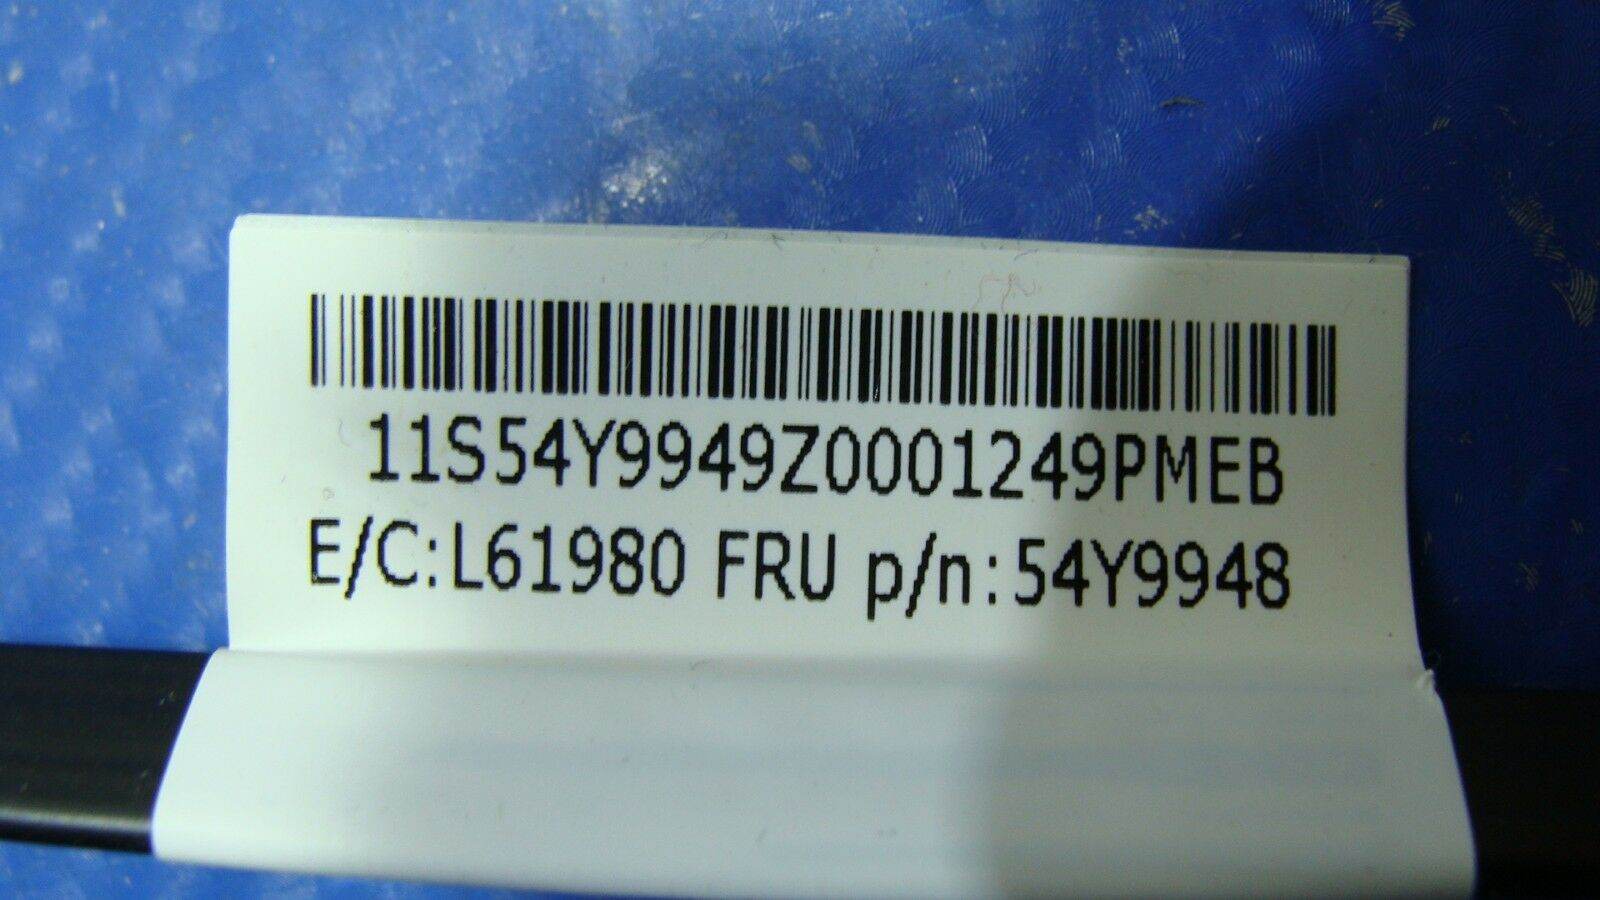 11S54Y9949Z0001249PMEB
E/C:L61980 FRU p/n:54Y9948